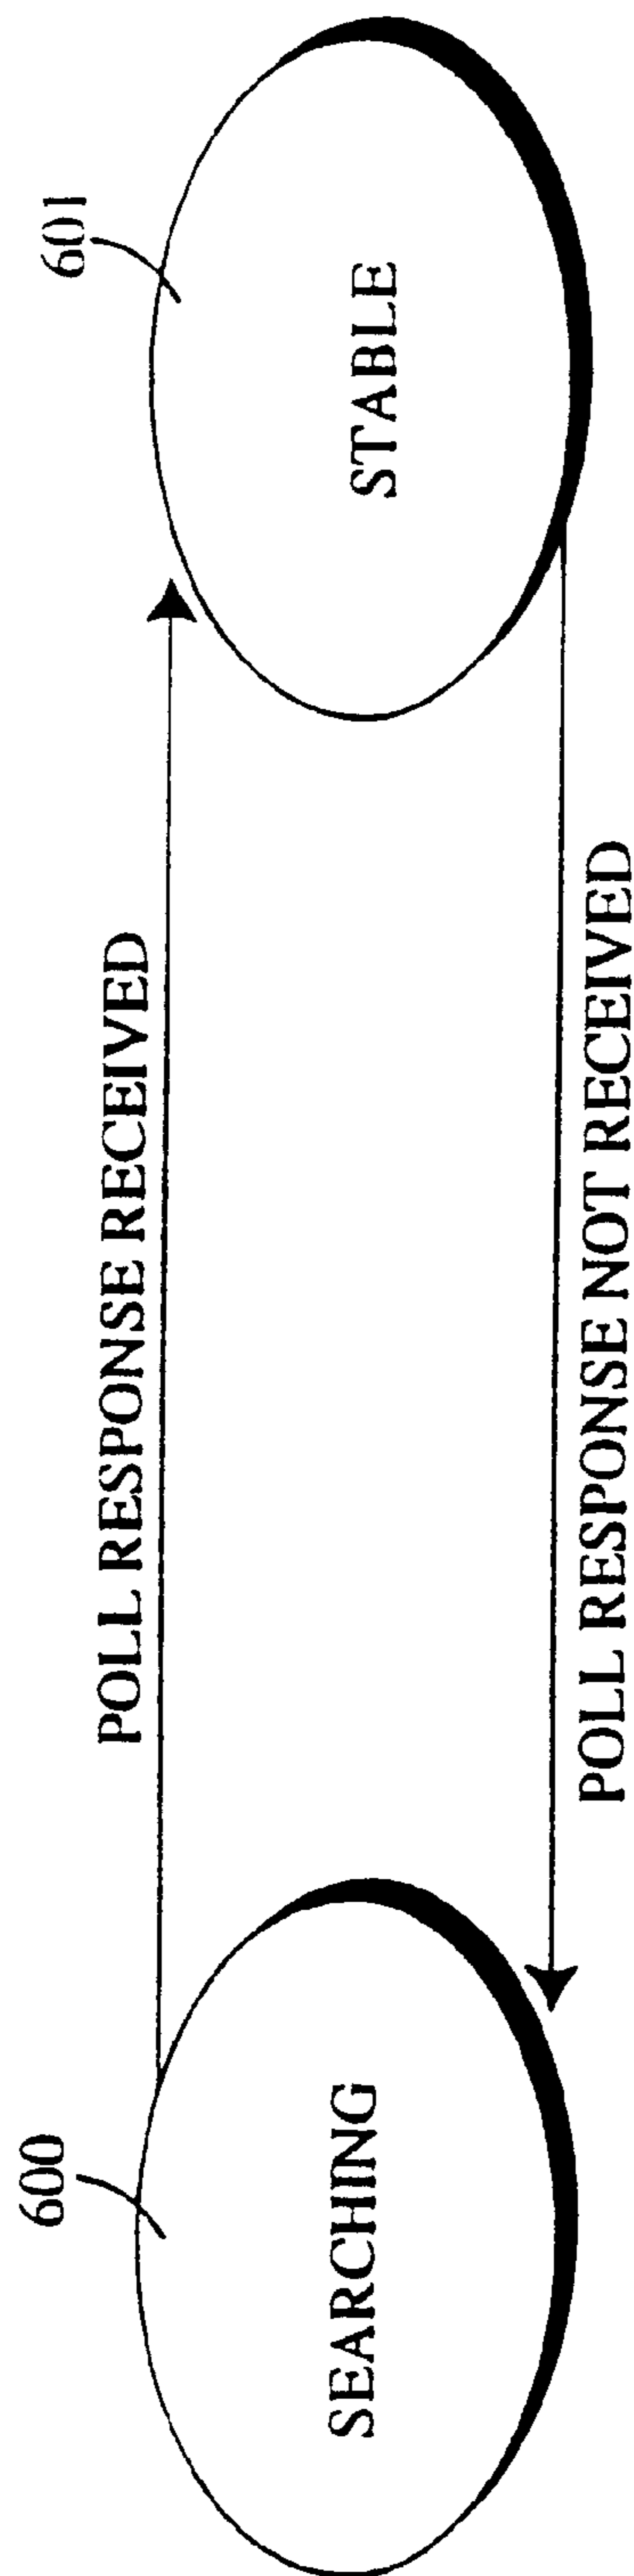 600
601
POLL RESPONSE RECEIVED
SEARCHING
STABLE
POLL RESPONSE NOT RECEIVED